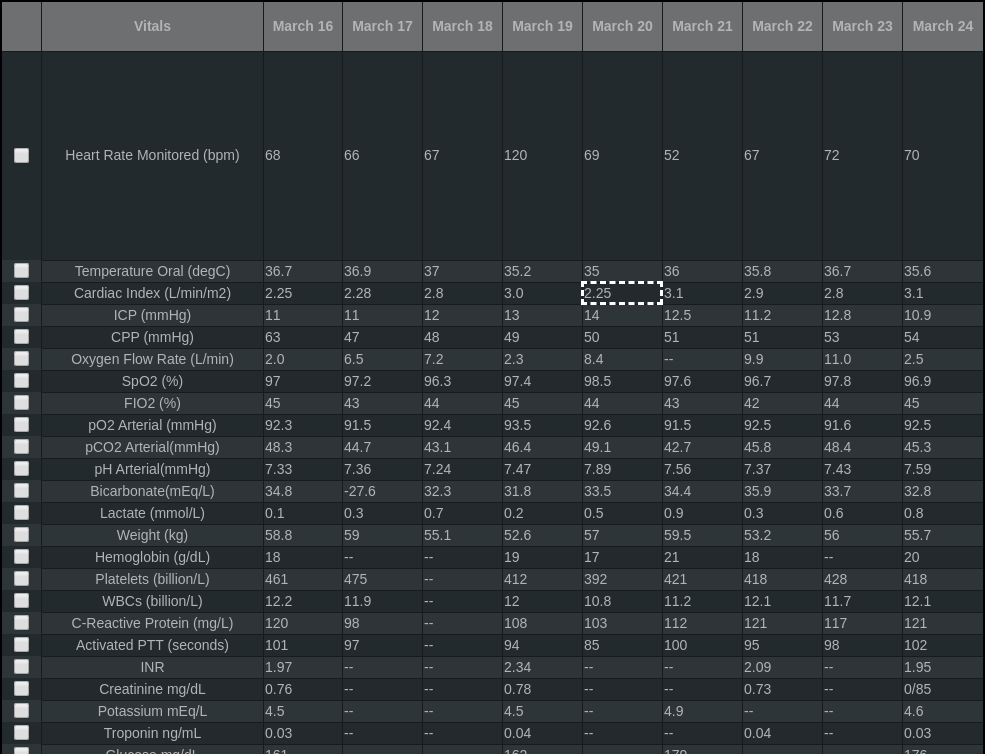 Vitals March 16 March 17 March 18 March 19 March 20 March 21 March 22 March 23 March 24
Heart Rate Monitored (bpm) 68 66 67 120 69 52 67 72 70
Temperature Oral (degC) 36.7 36.9 37 35.2 35 36 35.8 36.7 35.6
Cardiac Index (L/min/m2) 2.25 2.28 2.8 3.0 2.25 3.1 2.9 2.8 3.1
ICP (mmHg) 11 11 12 13 14 12.5 11.2 12.8 10.9
CPP (mmHg) 63 47 48 49 50 51 51 53 54
Oxygen Flow Rate (L/min) 2.0 6.5 7.2 2.3 8.4 -- 9.9 11.0 2.5
SpO2 (%) 97 97.2 96.3 97.4 98.5 97.6 96.7 97.8 96.9
FIO2 (%) 45 43 44 45 44 43 42 44 45
pO2 Arterial (mmHg) 92.3 91.5 92.4 93.5 92.6 91.5 92.5 91.6 92.5
pCO2 Arterial(mmHg) 48.3 44.7 43.1 46.4 49.1 42.7 45.8 48.4 45.3
pH Arterial(mmHg) 7.33 7.36 7.24 7.47 7.89 7.56 7.37 7.43 7.59
Bicarbonate(mEq/L) 34.8 -27.6 32.3 31.8 33.5 34.4 35.9 33.7 32.8
Lactate (mmol/L) 0.1 0.3 0.7 0.2 0.5 0.9 0.3 0.6 0.8
Weight (kg) 58.8 59 55.1 52.6 57 59.5 53.2 56 55.7
Hemoglobin (g/dL) 18 -- -- 19 17 21 18 -- 20
Platelets (billion/L) 461 475 -- 412 392 421 418 428 418
WBCs (billion/L) 12.2 11.9 -- 12 10.8 11.2 12.1 11.7 12.1
C-Reactive Protein (mg/L) 120 98 -- 108 103 112 121 117 121
Activated PTT (seconds) 101 97 -- 94 85 100 95 98 102
INR 1.97 -- -- 2.34 -- -- 2.09 -- 1.95
Creatinine mg/dL 0.76 -- -- 0.78 -- -- 0.73 -- 0/85
Potassium mEq/L 4.5 -- -- 4.5 -- 4.9 -- -- 4.6
Troponin ng/mL 0.03 -- -- 0.04 -- -- 0.04 -- 0.03
Glucose mg/dL 161